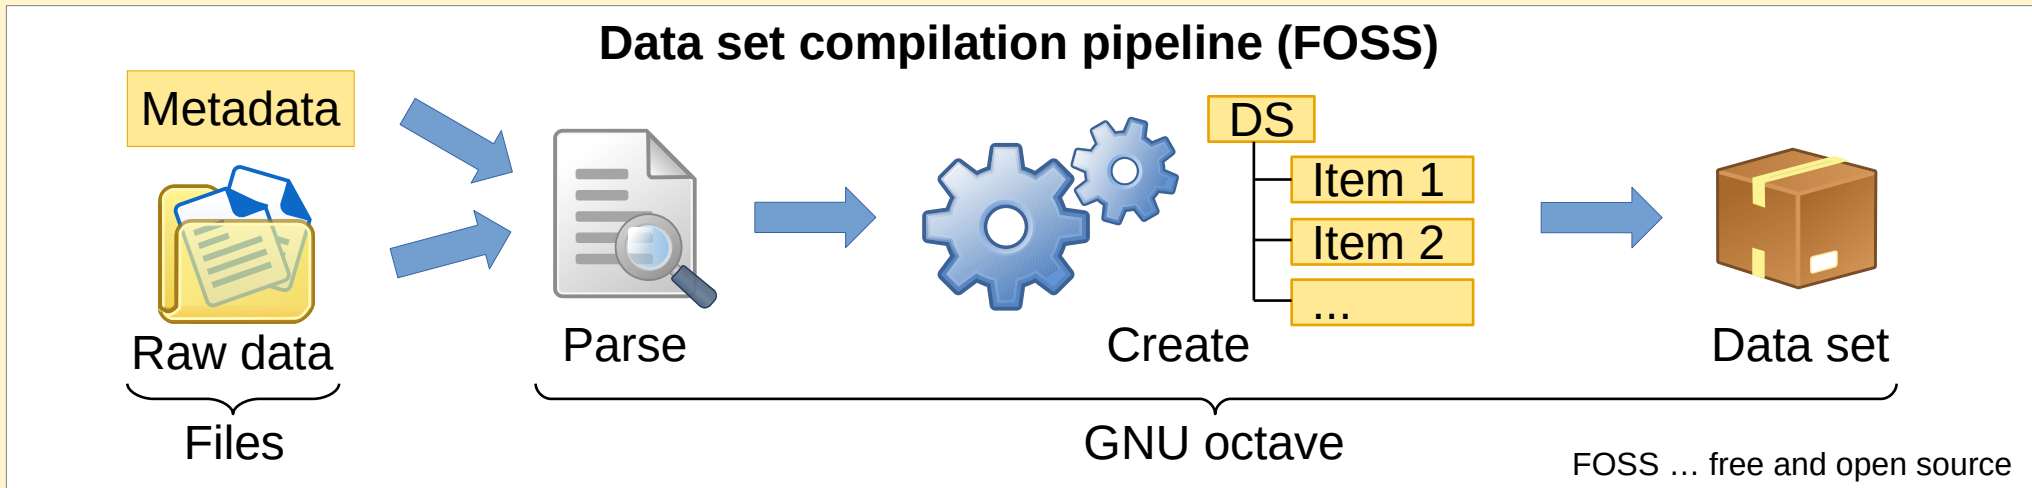 Data set compilation pipeline (FOSS)
Metadata
Raw data
Files
Parse
DS
Item 1
Item 2
...
Create
Data set
GNU octave
FOSS … free and open source